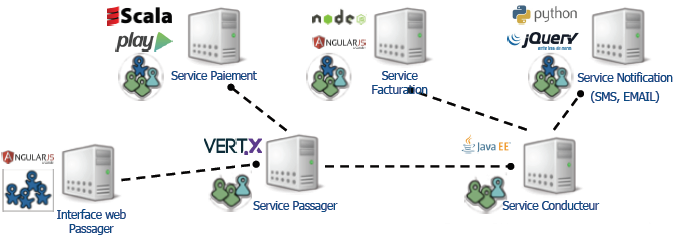 Scala
play
Service Paiement
node
ANGULARJS
Service
Facturation
python
jQuery
write less, do more.
Service Notification
(SMS, EMAIL)
ANGULARJS
Interface web
Passager
VERT.X
Service Passager
Java EE
Service Conducteur